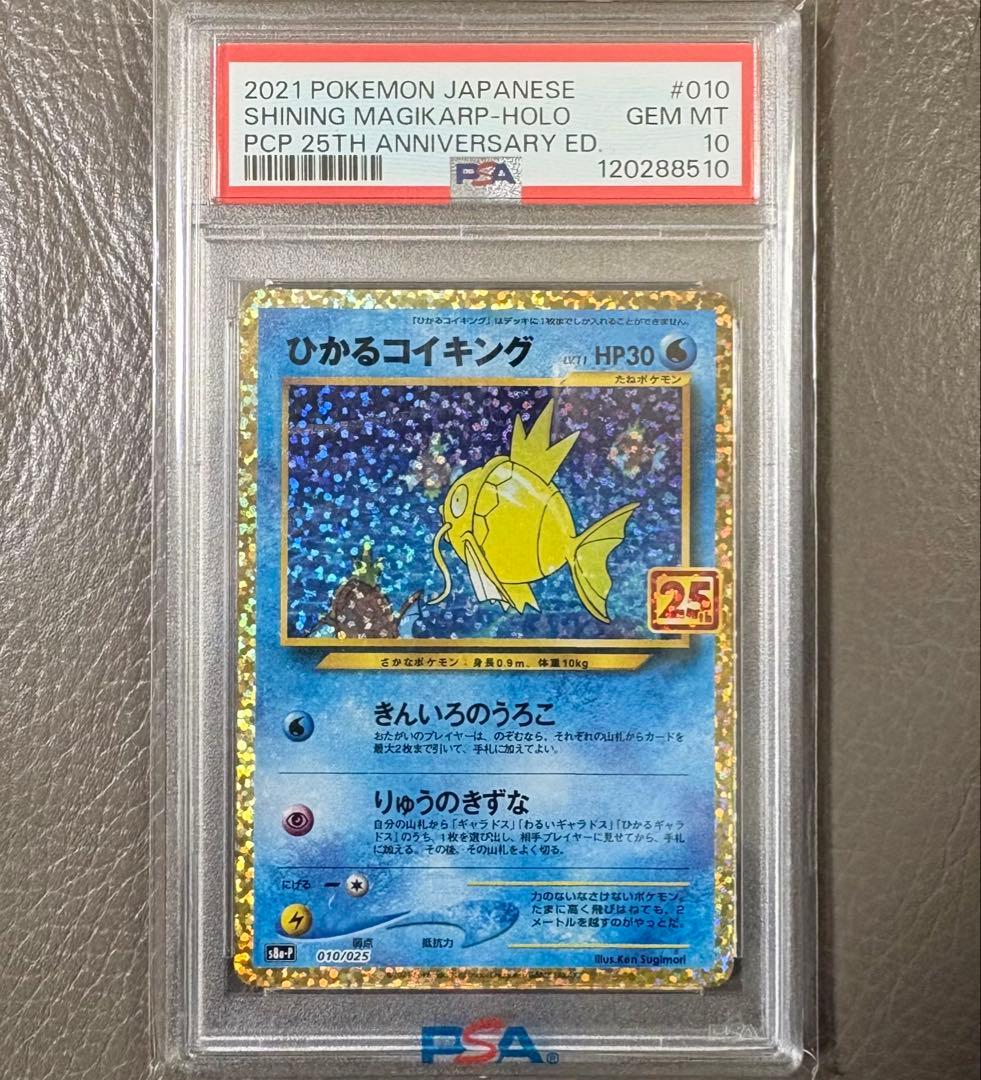 2021 POKEMON JAPANESE #010
SHINING MAGIKARP-HOLO GEM MT
PCP 25TH ANNIVERSARY ED. 10
PSA 120288510
「ひかるコイキング」はデッキに1枚までしか入れることができません。
ひかるコイキング LV.11 HP30
たねポケモン
25th
さかなポケモン 身長0.9m、体重10kg
きんいろのうろこ
おたがいのプレイヤーは、のぞむなら、それぞれの山札からカードを
最大2枚まで引いて、手札に加えてよい。
りゅうのきずな
自分の山札から「ギャラドス」「わるいギャラドス」「ひかるギャラ
ドス」のうち、1枚を選び出し、相手プレイヤーに見せてから、手札
に加える。その後、その山札をよく切る。
にげる
力のないなさけないポケモン。
たまに高く飛びはねても、2
メートルを越すのがやっとだ。
弱点 抵抗力
s8a-P 010/025
Illus.Ken Sugimori
PSA
PSA®